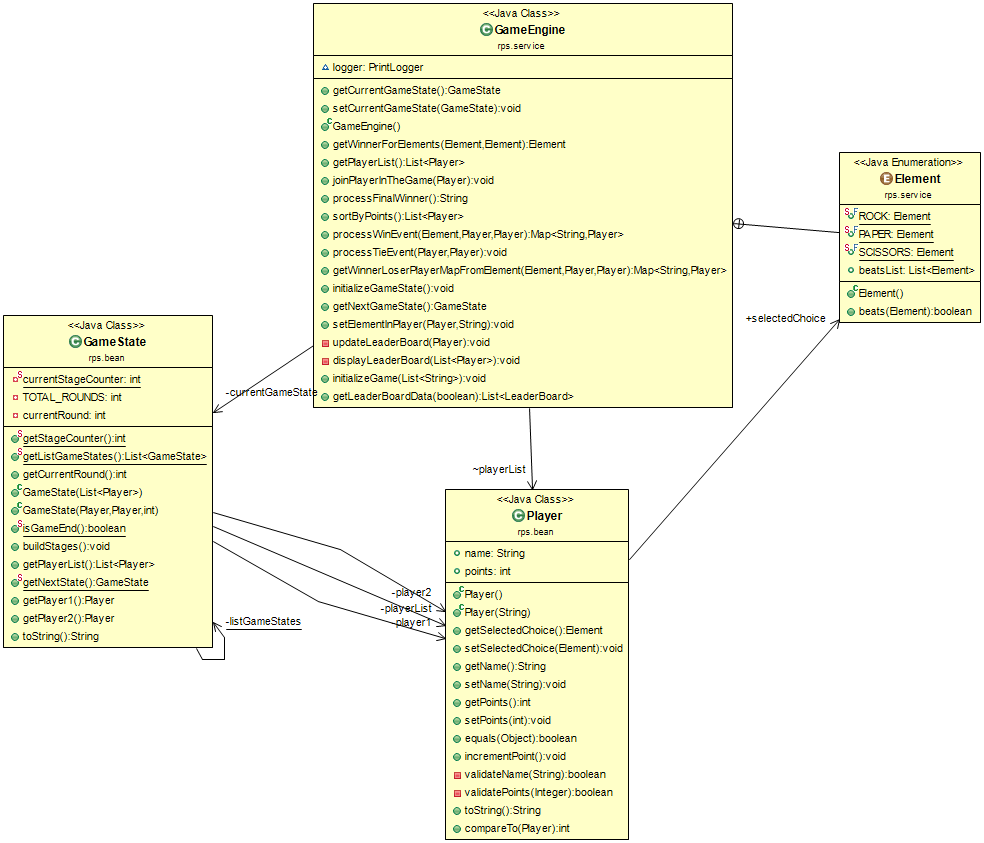 <<Java Class>>
GameEngine
rps.service
logger: PrintLogger
getCurrentGameState():GameState
setCurrentGameState(GameState):void
GameEngine()
getWinnerForElements(Element,Element):Element
getPlayerList():List<Player>
joinPlayerInTheGame(Player):void
processFinalWinner():String
sortByPoints():List<Player>
processWinEvent(Element,Player,Player):Map<String,Player>
processTieEvent(Player,Player):void
getWinnerLoserPlayerMapFromElement(Element,Player,Player):Map<String,Player>
initializeGameState():void
getNextGameState():GameState
setElementInPlayer(Player,String):void
updateLeaderBoard(Player):void
displayLeaderBoard(List<Player>):void
initializeGame(List<String>):void
getLeaderBoardData(boolean):List<LeaderBoard>
<<Java Enumeration>>
Element
rps.service
ROCK: Element
PAPER: Element
SCISSORS: Element
beatsList: List<Element>
Element()
beats(Element):boolean
+selectedChoice
-currentGameState
~playerList
<<Java Class>>
GameState
rps.bean
currentStageCounter: int
TOTAL_ROUNDS: int
currentRound: int
getStageCounter():int
getListGameStates():List<GameState>
getCurrentRound():int
GameState(List<Player>)
GameState(Player,Player,int)
isGameEnd():boolean
buildStages():void
getPlayerList():List<Player>
getNextState():GameState
getPlayer1():Player
getPlayer2():Player
toString():String
-listGameStates
-player2
-playerList
-player1
<<Java Class>>
Player
rps.bean
name: String
points: int
Player()
Player(String)
getSelectedChoice():Element
setSelectedChoice(Element):void
getName():String
setName(String):void
getPoints():int
setPoints(int):void
equals(Object):boolean
incrementPoint():void
validateName(String):boolean
validatePoints(Integer):boolean
toString():String
compareTo(Player):int